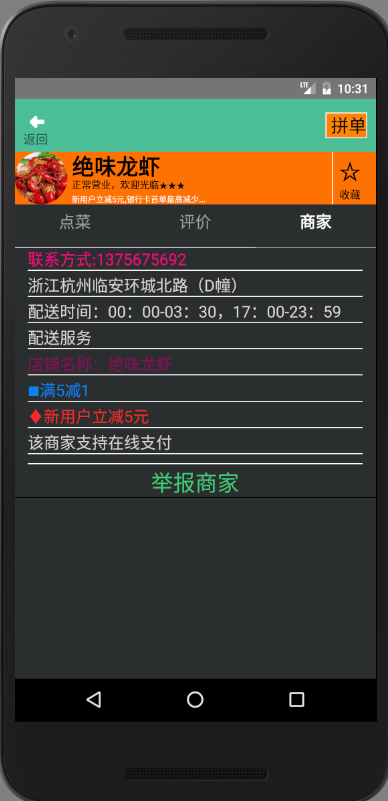 LTE 10:31
返回
拼单
绝味龙虾
正常营业，欢迎光临★★★
新用户立减5元,银行卡首单最高减少...
收藏
点菜 评价 商家
联系方式:1375675692
浙江杭州临安环城北路（D幢）
配送时间：00：00-03：30，17：00-23：59
配送服务
店铺名称：绝味龙虾
■满5减1
♦新用户立减5元
该商家支持在线支付
举报商家